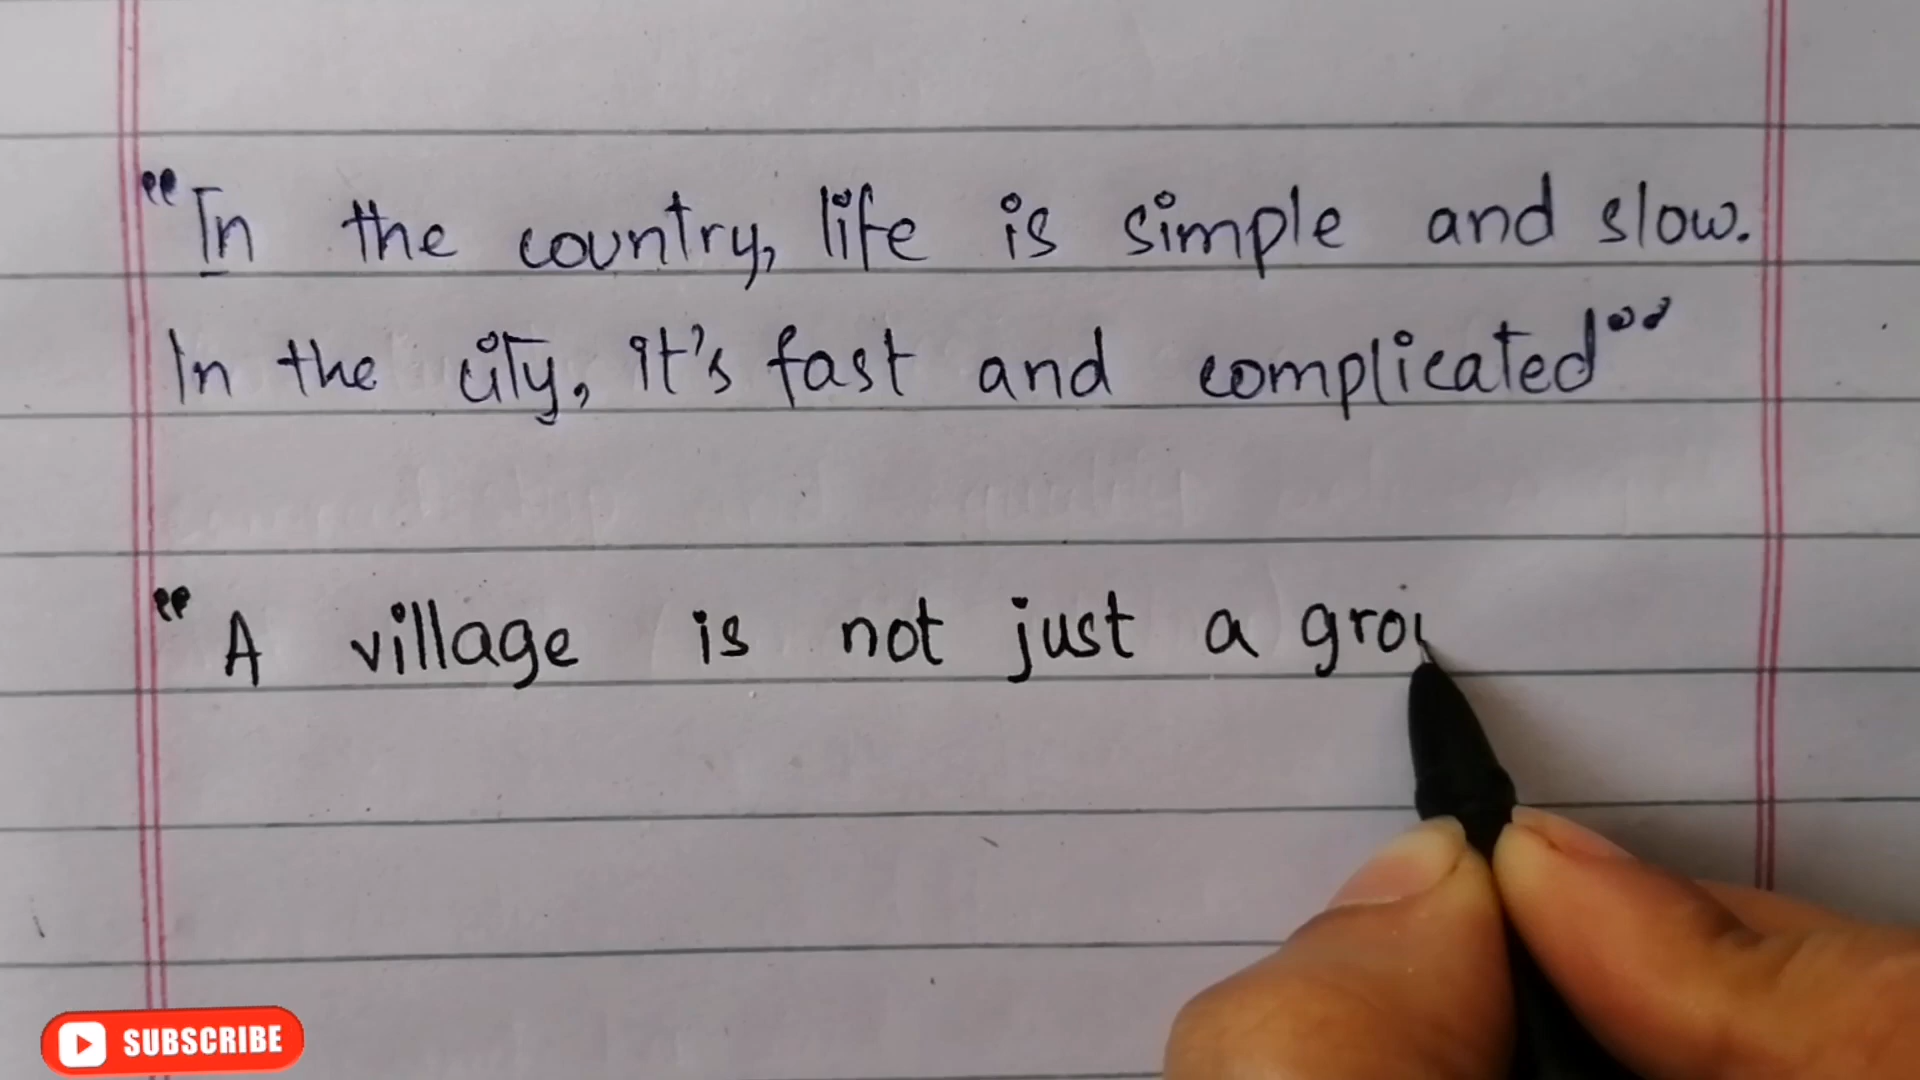 "In the country, life is simple and slow.
In the city, it's fast and complicated"
"A village is not just a grou
SUBSCRIBE